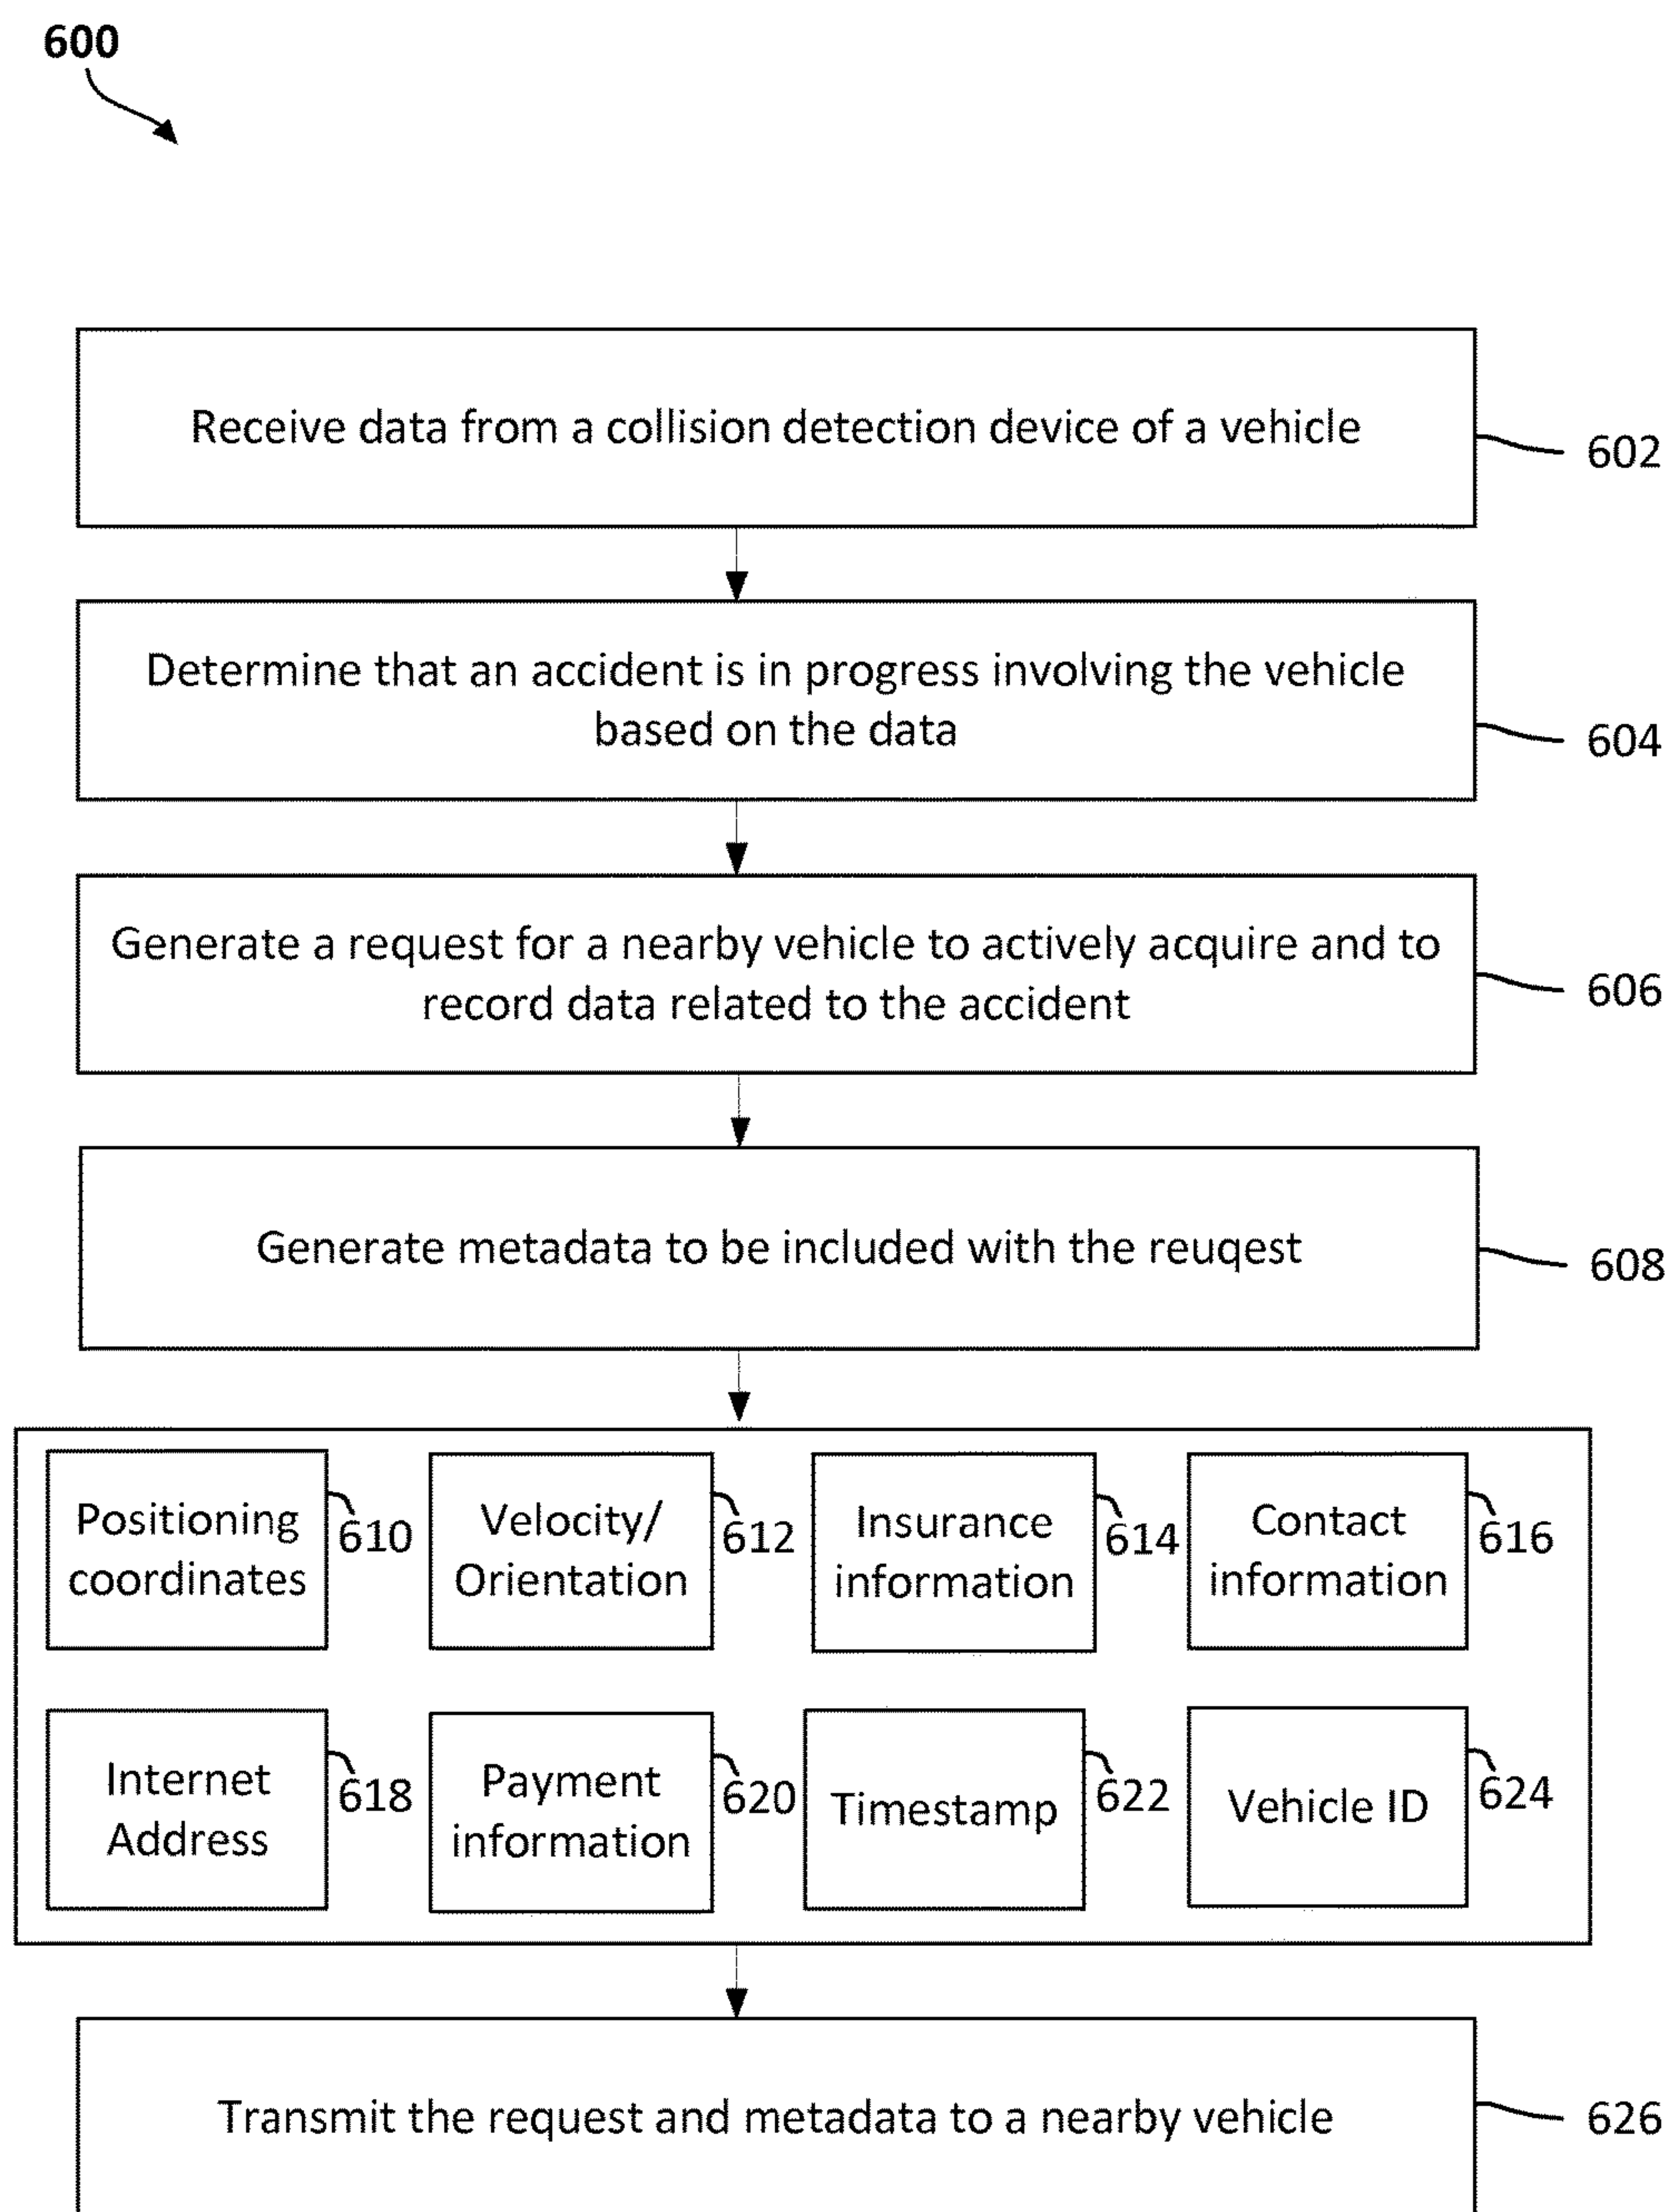 600
Receive data from a collision detection device of a vehicle
602
Determine that an accident is in progress involving the vehicle
based on the data
604
Generate a request for a nearby vehicle to actively acquire and to
record data related to the accident
606
Generate metadata to be included with the reuqest
608
Positioning
coordinates
610
Velocity/
Orientation
612
Insurance
information
614
Contact
information
616
Internet
Address
618
Payment
information
620
Timestamp
622
Vehicle ID
624
Transmit the request and metadata to a nearby vehicle
626